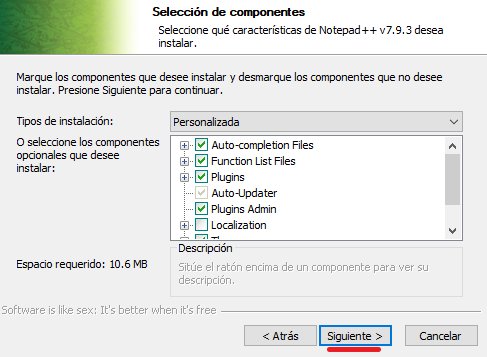 Selección de componentes
Seleccione qué características de Notepad++ v7.9.3 desea
instalar.
Marque los componentes que desee instalar y desmarque los componentes que no desee
instalar. Presione Siguiente para continuar.
Tipos de instalación:
Personalizada
O seleccione los componentes
opcionales que desee
instalar:
Auto-completion Files
Function List Files
Plugins
Auto-Updater
Plugins Admin
Localization
Espacio requerido: 10.6 MB
Descripción
Sitúe el ratón encima de un componente para ver su
descripción.
Software is like sex: It's better when it's free
< Atrás
Siguiente >
Cancelar